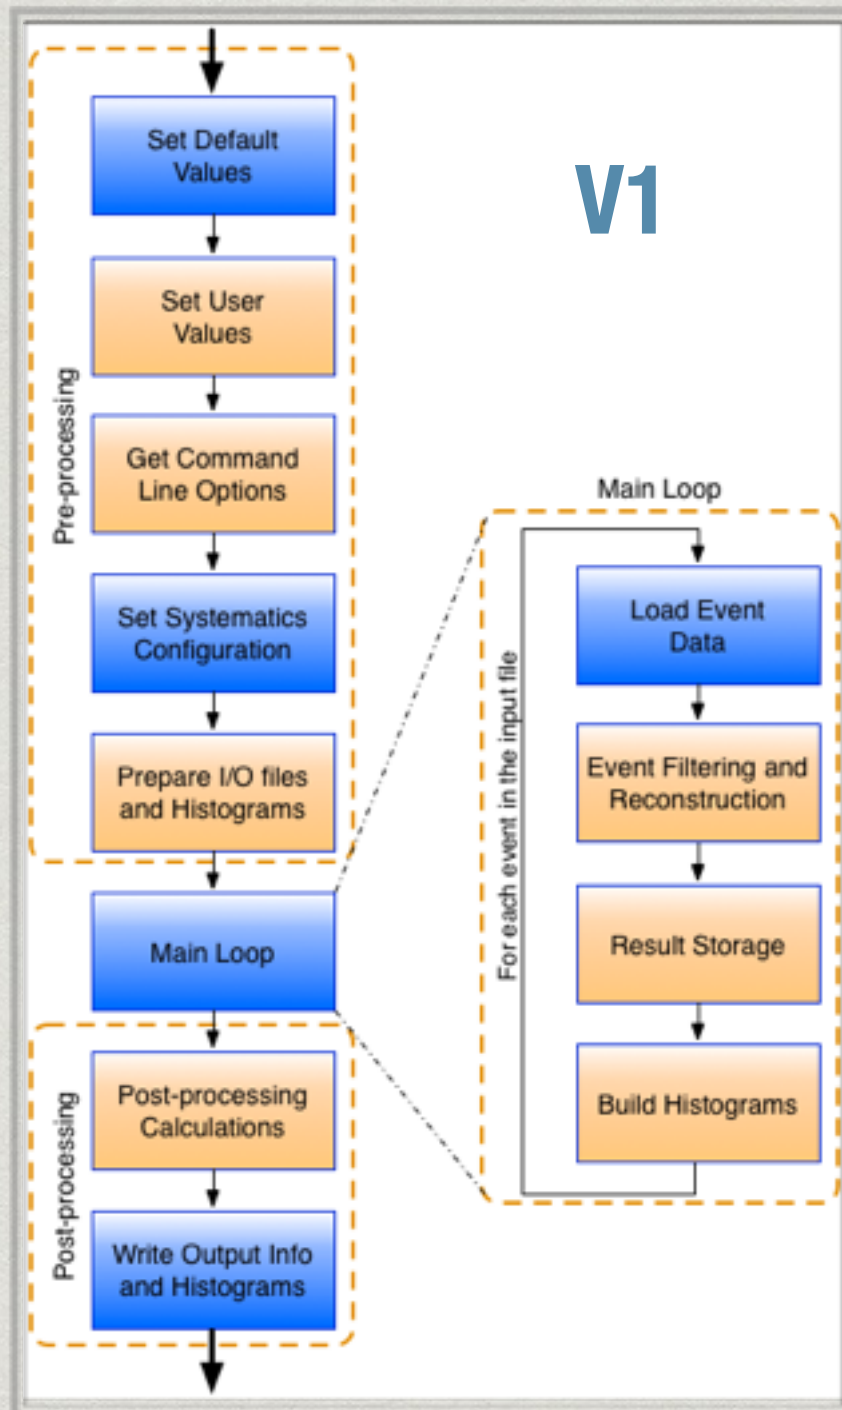 V1
Pre-processing
Set Default
Values
Set User
Values
Get Command
Line Options
Set Systematics
Configuration
Prepare I/O files
and Histograms
Main Loop
Post-processing
Post-processing
Calculations
Write Output Info
and Histograms
Main Loop
For each event in the input file
Load Event
Data
Event Filtering and
Reconstruction
Result Storage
Build Histograms